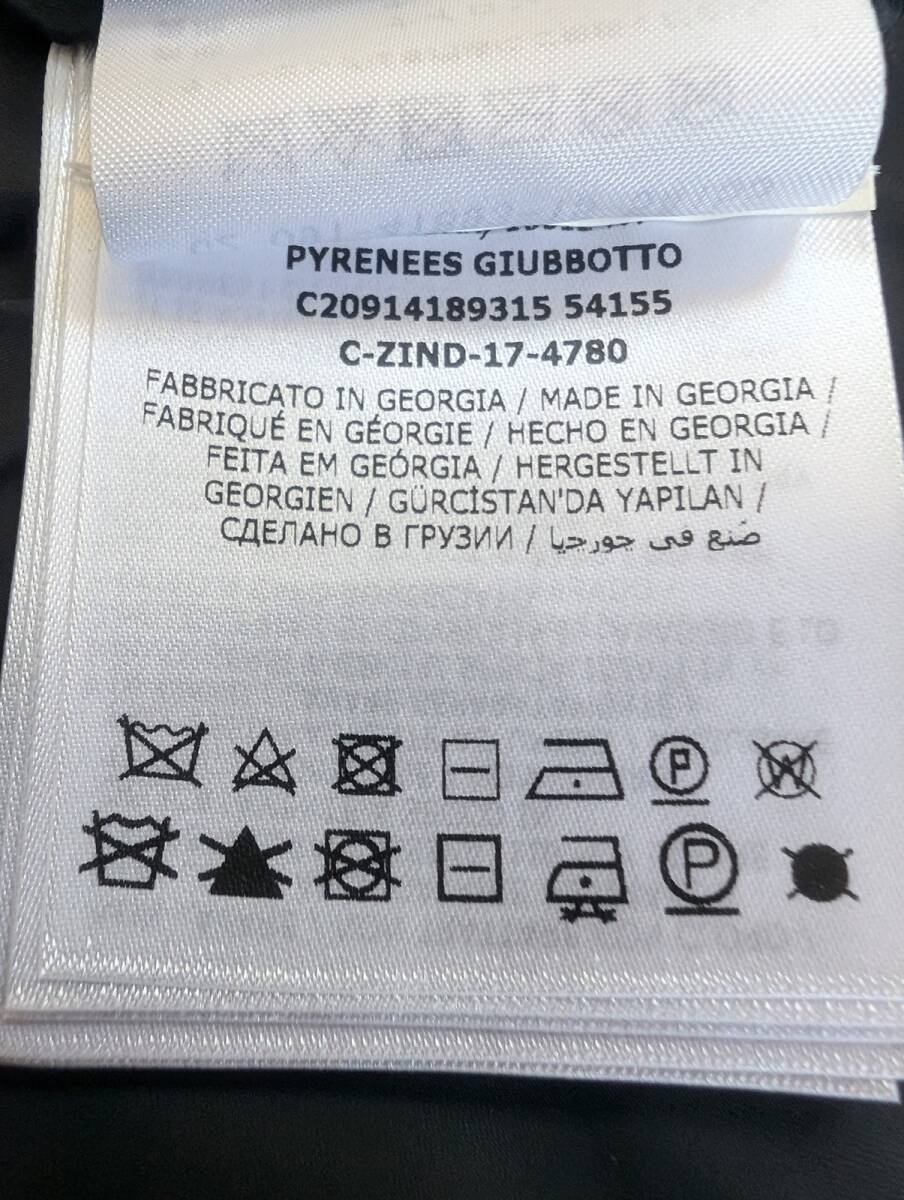 PYRENEES GIUBBOTTO
C20914189315 54155
C-ZIND-17-4780
FABBRICATO IN GEORGIA / MADE IN GEORGIA /
FABRIQUÉ EN GÉORGIE / HECHO EN GEORGIA /
FEITA EM GEÓRGIA / HERGESTELLT IN
GEORGIEN / GÜRCİSTAN'DA YAPILAN /
СДЕЛАНО В ГРУЗИИ / صُنع في جورجيا
P W
P